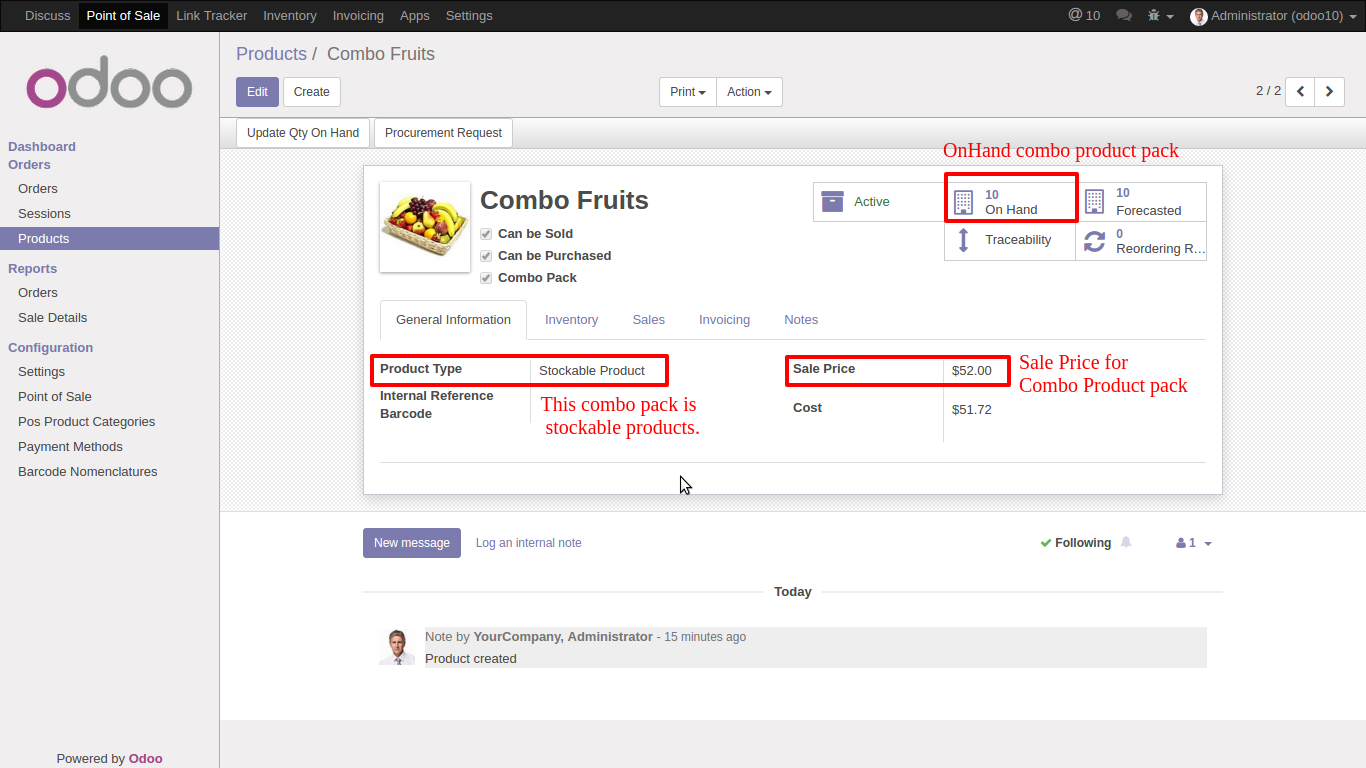 Discuss Point of Sale Link Tracker Inventory Invoicing Apps Settings @ 10 Administrator (odoo10)
odoo
Dashboard
Orders
Orders
Sessions
Products
Reports
Orders
Sale Details
Configuration
Settings
Point of Sale
Pos Product Categories
Payment Methods
Barcode Nomenclatures
Powered by Odoo
Products / Combo Fruits
Edit Create Print Action 2 / 2
Update Qty On Hand Procurement Request
OnHand combo product pack
Combo Fruits
Can be Sold
Can be Purchased
Combo Pack
Active
10
On Hand
10
Forecasted
Traceability
0
Reordering R...
General Information Inventory Sales Invoicing Notes
Product Type Stockable Product
Internal Reference
Barcode
This combo pack is
stockable products.
Sale Price $52.00
Cost $51.72
Sale Price for
Combo Product pack
New message Log an internal note Following 1
Today
Note by YourCompany, Administrator - 15 minutes ago
Product created